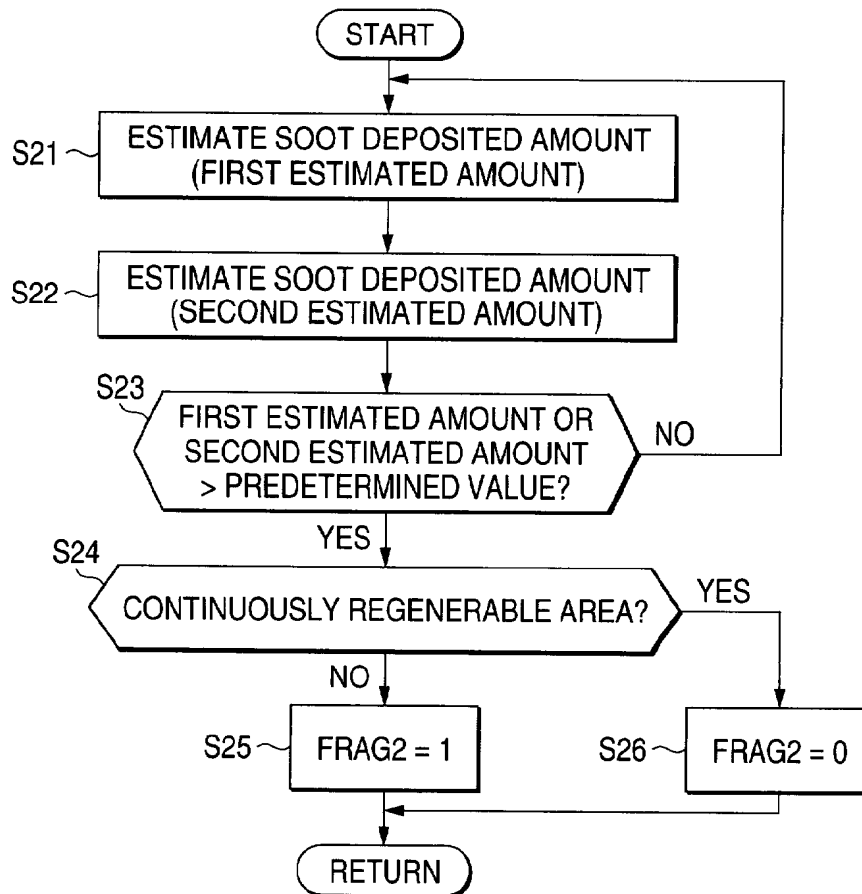 START
S21
ESTIMATE SOOT DEPOSITED AMOUNT
(FIRST ESTIMATED AMOUNT)
S22
ESTIMATE SOOT DEPOSITED AMOUNT
(SECOND ESTIMATED AMOUNT)
S23
FIRST ESTIMATED AMOUNT OR
SECOND ESTIMATED AMOUNT
> PREDETERMINED VALUE?
NO
YES
S24
CONTINUOUSLY REGENERABLE AREA?
YES
NO
S25
FRAG2 = 1
S26
FRAG2 = 0
RETURN